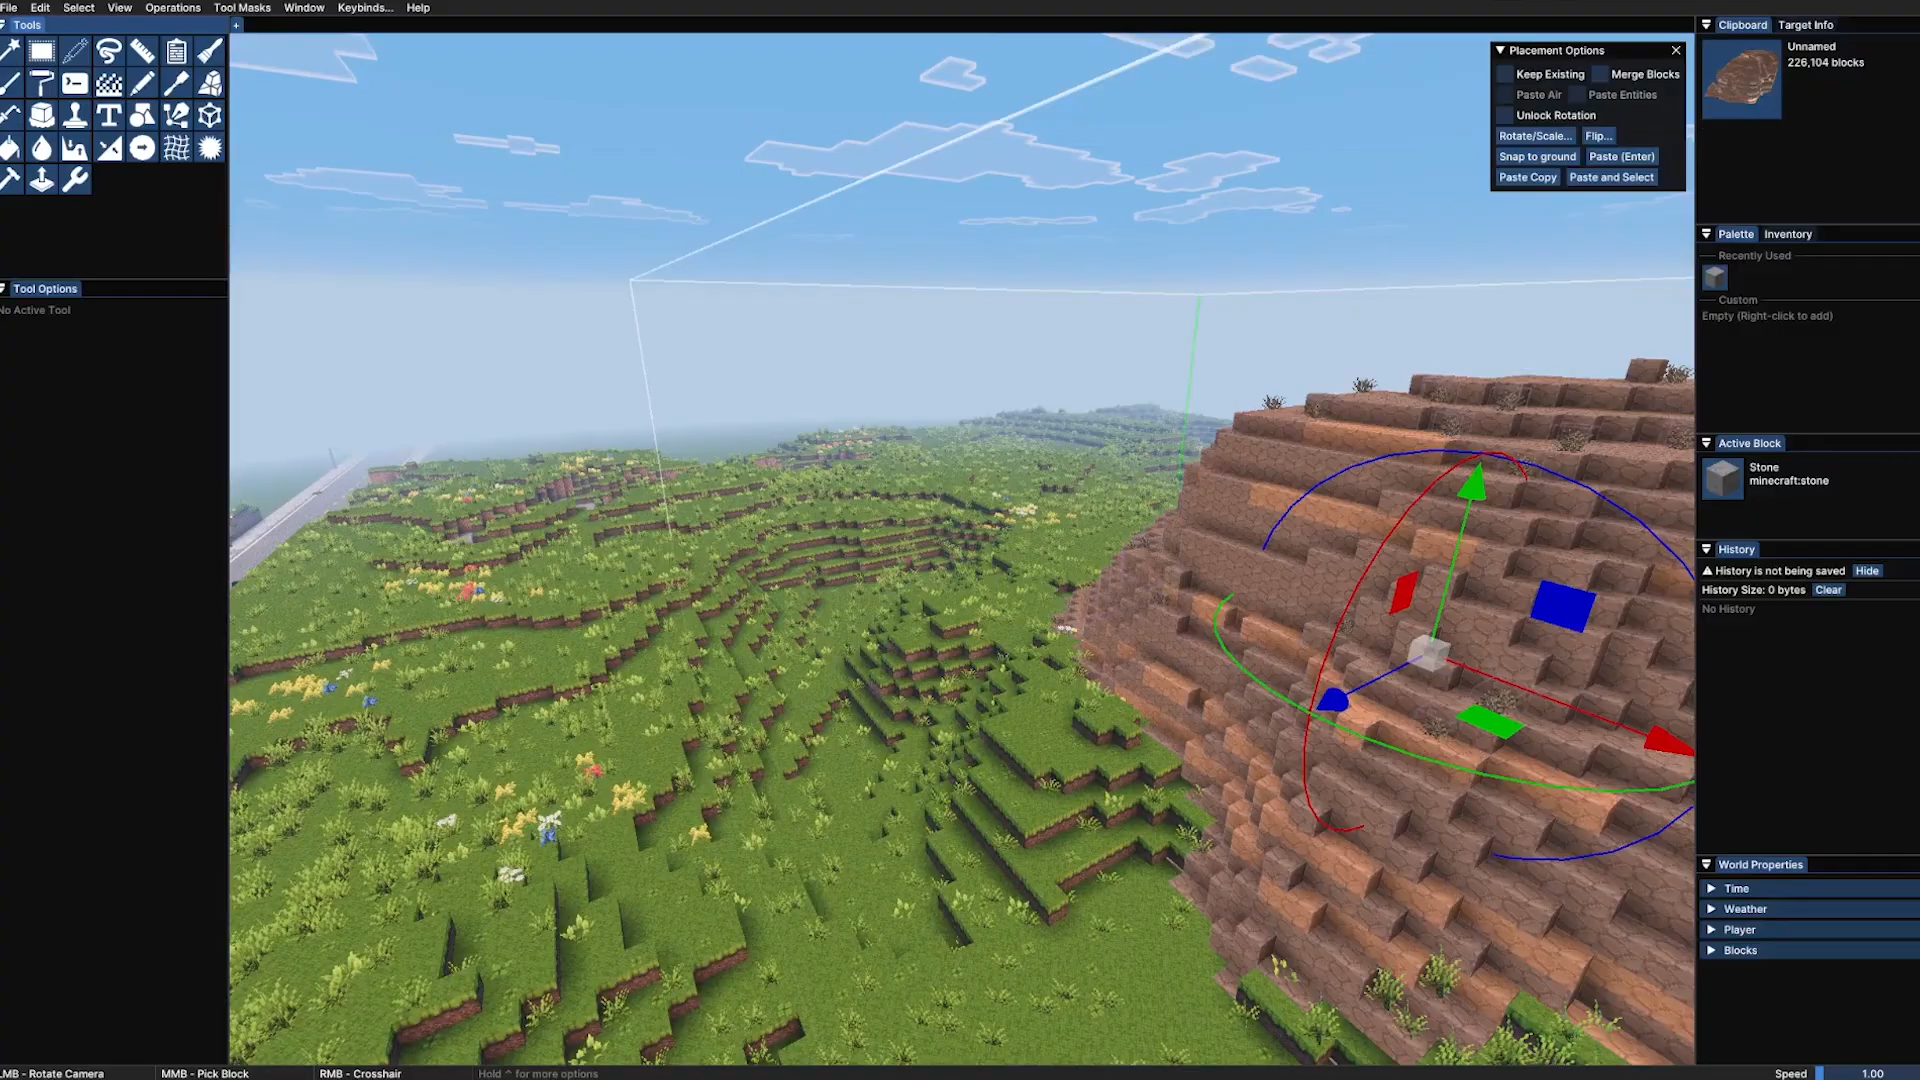 File Edit Select View Operations Tool Masks Window Keybinds... Help
Tools
+
Tool Options
No Active Tool
Placement Options
Keep Existing Merge Blocks
Paste Air Paste Entities
Unlock Rotation
Rotate/Scale... Flip...
Snap to ground Paste (Enter)
Paste Copy Paste and Select
Clipboard Target Info
Unnamed
226,104 blocks
Palette Inventory
Recently Used
Custom
Empty (Right-click to add)
Active Block
Stone
minecraft:stone
History
History is not being saved Hide
History Size: 0 bytes Clear
No History
World Properties
Time
Weather
Player
Blocks
LMB - Rotate Camera MMB - Pick Block RMB - Crosshair Hold ^ for more options Speed 1.00